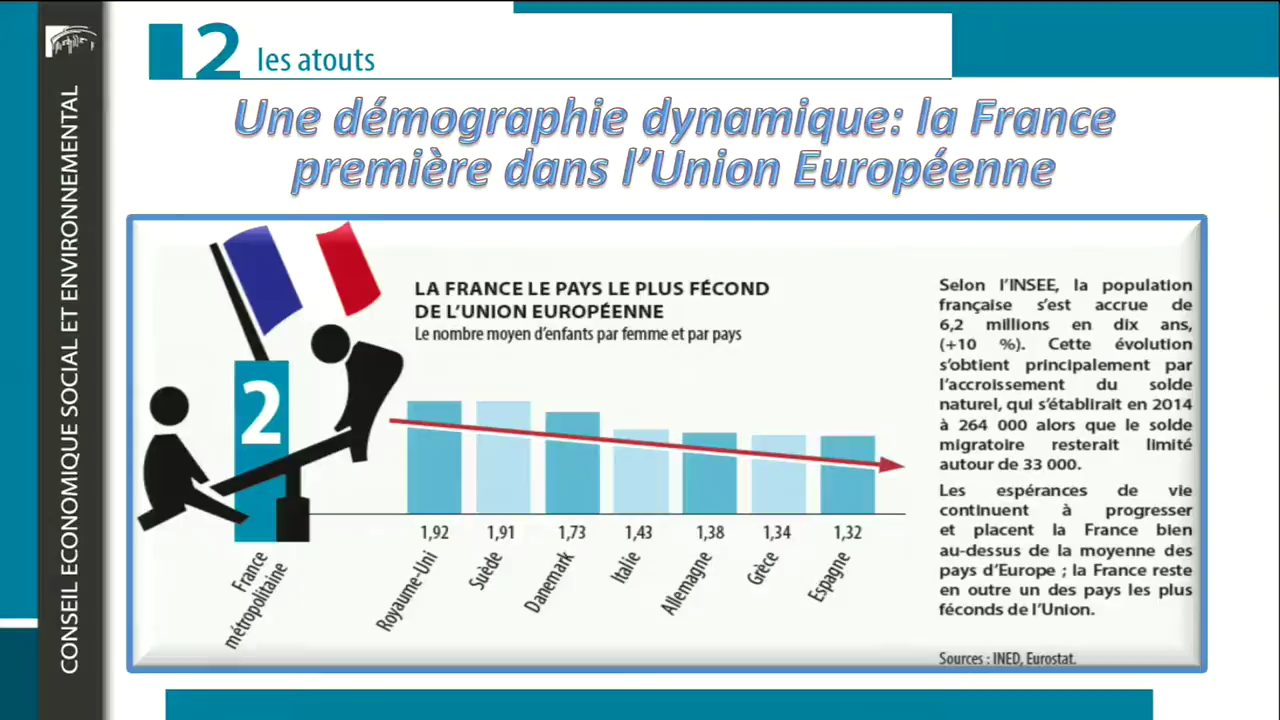 CONSEIL ECONOMIQUE SOCIAL ET ENVIRONNEMENTAL
2 les atouts
Une démographie dynamique: la France
première dans l’Union Européenne
LA FRANCE LE PAYS LE PLUS FÉCOND
DE L’UNION EUROPÉENNE
Le nombre moyen d’enfants par femme et par pays
2
1,92 1,91 1,73 1,43 1,38 1,34 1,32
France
métropolitaine
Royaume-Uni
Suède
Danemark
Italie
Allemagne
Grèce
Espagne
Selon l’INSEE, la population
française s’est accrue de
6,2 millions en dix ans,
(+10 %). Cette évolution
s’obtient principalement par
l’accroissement du solde
naturel, qui s’établirait en 2014
à 264 000 alors que le solde
migratoire resterait limité
autour de 33 000.
Les espérances de vie
continuent à progresser
et placent la France bien
au-dessus de la moyenne des
pays d’Europe ; la France reste
en outre un des pays les plus
féconds de l’Union.
Sources : INED, Eurostat.